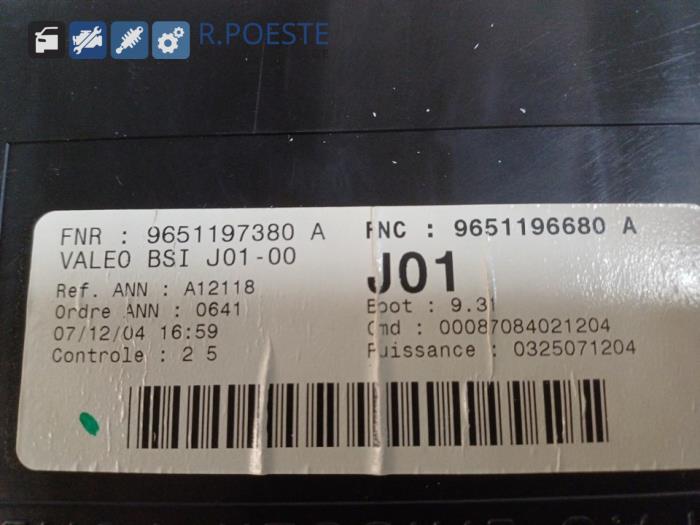 R.POESTE
FNR : 9651197380 A
FNC : 9651196680 A
VALEO BSI J01-00
J01
Ref. ANN : A12118
Ordre ANN : 0641
Eboot : 9.31
07/12/04 16:59
Cmd : 00087084021204
Controle : 2 5
Puissance : 0325071204